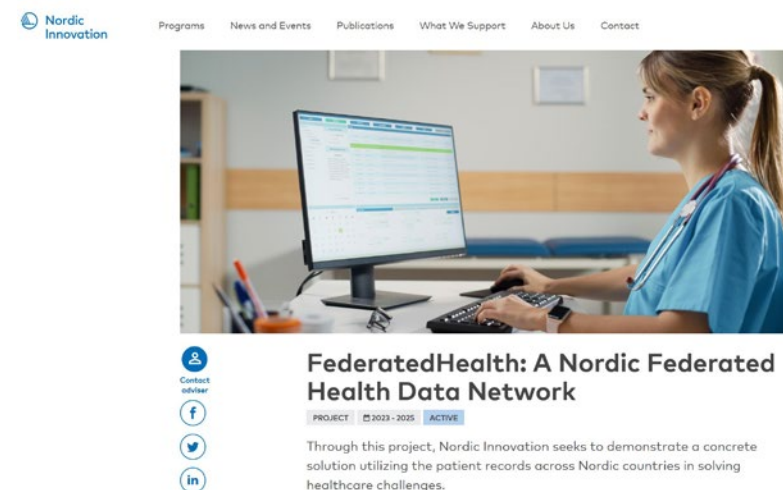 Nordic
Innovation
Programs News and Events Publications What We Support About Us Contact
Contact
adviser
FederatedHealth: A Nordic Federated
Health Data Network
PROJECT 2023 - 2025 ACTIVE
Through this project, Nordic Innovation seeks to demonstrate a concrete
solution utilizing the patient records across Nordic countries in solving
healthcare challenges.